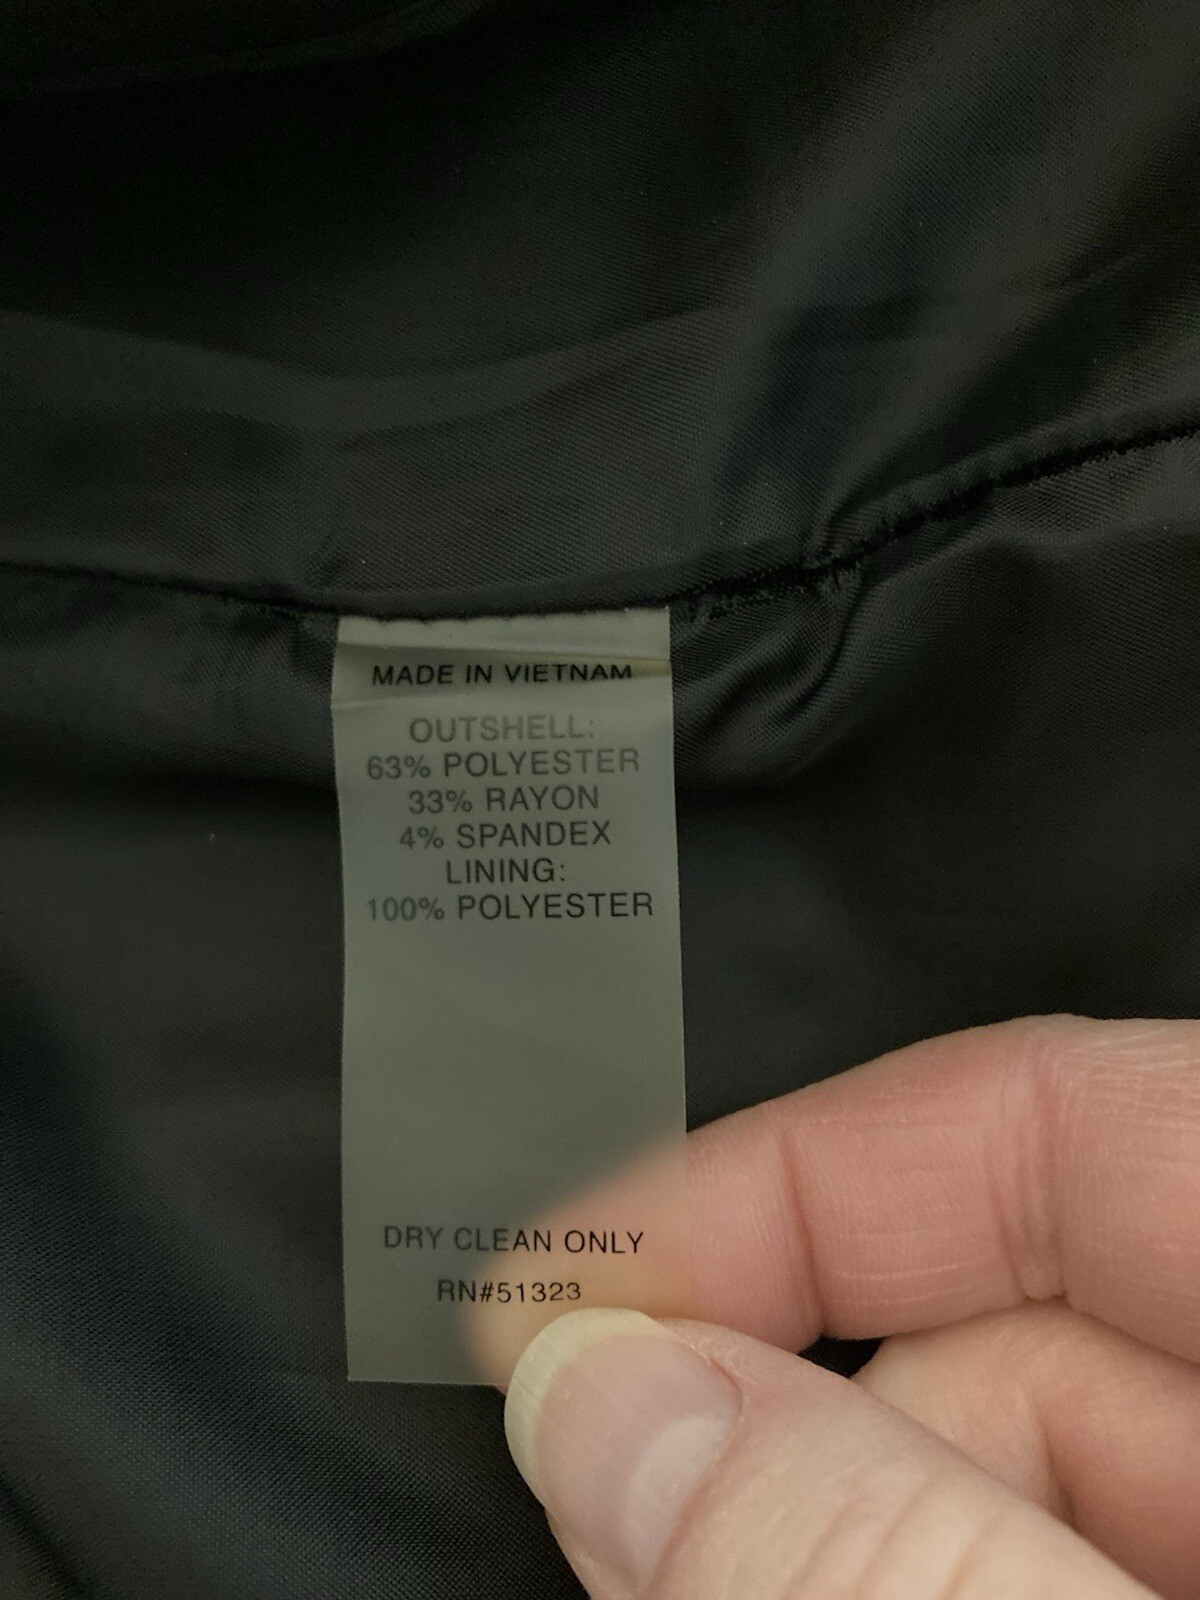 MADE IN VIETNAM
OUTSHELL:
63% POLYESTER
33% RAYON
4% SPANDEX
LINING:
100% POLYESTER
DRY CLEAN ONLY
RN#51323